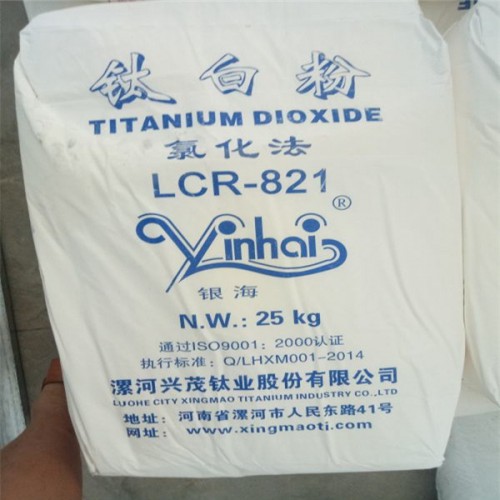 钛白粉
TITANIUM DIOXIDE
氯化法
LCR-821
Yinhai®
银海
N.W.: 25 kg
通过ISO9001: 2000认证
执行标准: Q/LHXM001-2014
漯河兴茂钛业股份有限公司
LUOHE CITY XINGMAO TITANIUM INDUSTRY CO.,LTD
地址: 河南省漯河市人民东路41号
网址: www.xingmaoti.com